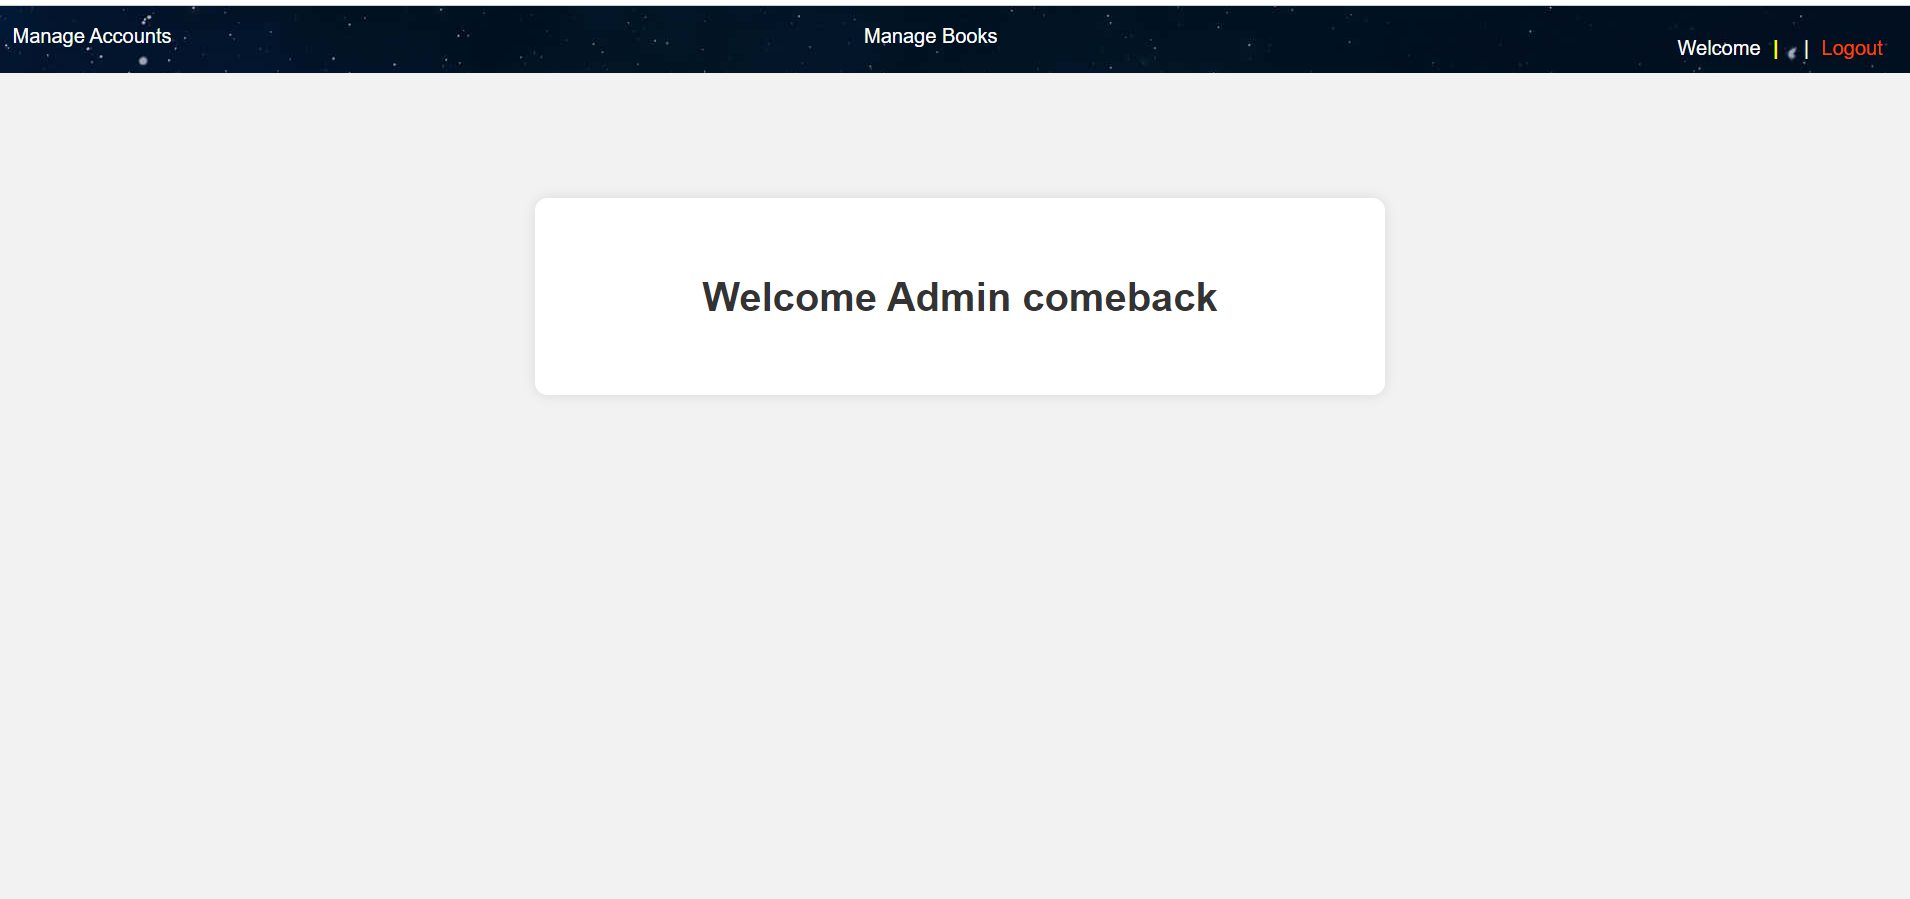 Manage Accounts
Manage Books
Welcome | | Logout
Welcome Admin comeback